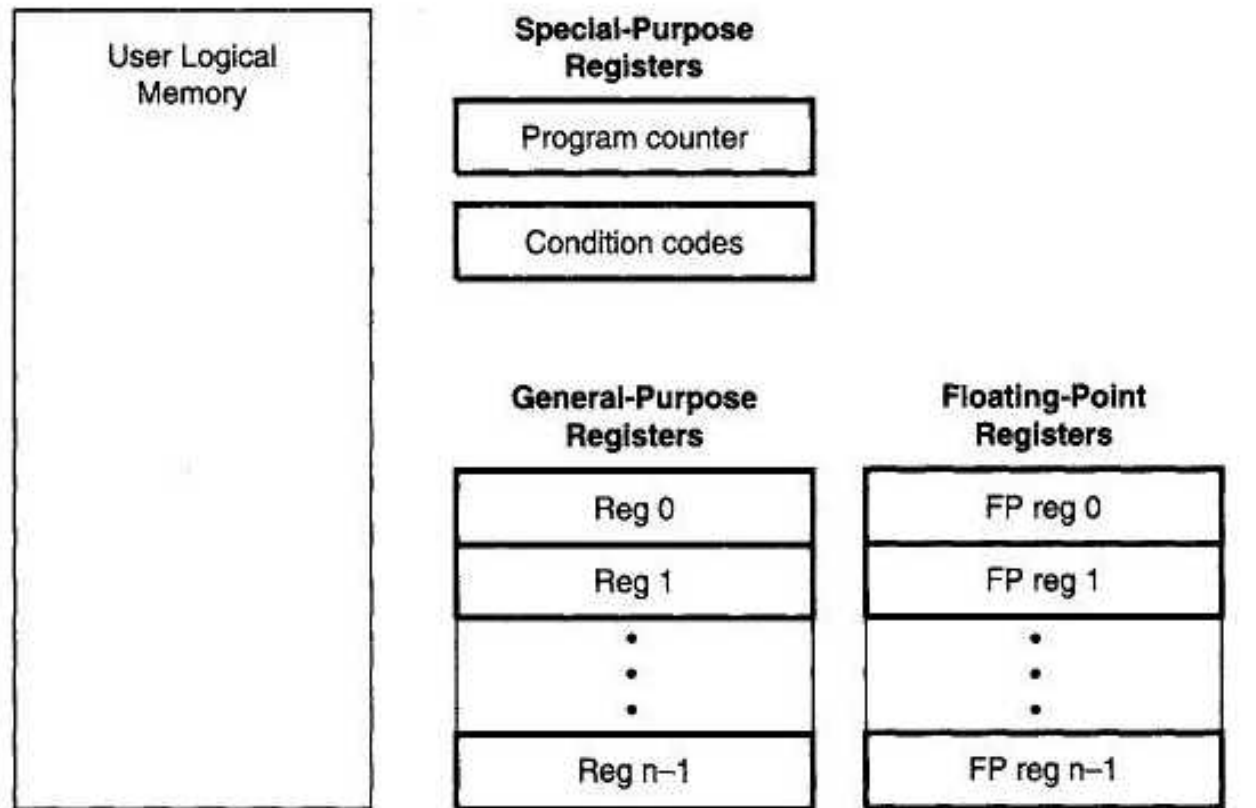 User Logical
Memory
Special-Purpose
Registers
Program counter
Condition codes
General-Purpose
Registers
Reg 0
Reg 1
Reg n–1
Floating-Point
Registers
FP reg 0
FP reg 1
FP reg n–1